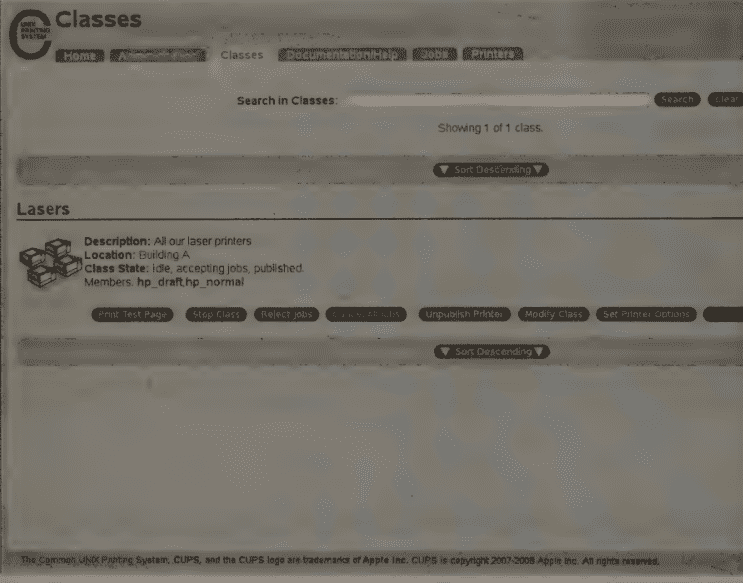 UNIX
PRINTING
SYSTEM
Classes
Home Classes Documentation/Help Jobs Printers
Search in Classes: Search Clear
Showing 1 of 1 class.
▼ Sort Descending ▼
Lasers
Description: All our laser printers
Location: Building A
Class State: idle, accepting jobs, published.
Members: hp_draft,hp_normal
Print Test Page Stop Class Reject Jobs Unpublish Printer Modify Class Set Printer Options
▼ Sort Descending ▼
The Common UNIX Printing System, CUPS, and the CUPS logo are trademarks of Apple Inc. CUPS is copyright 2007-2008 Apple Inc. All rights reserved.